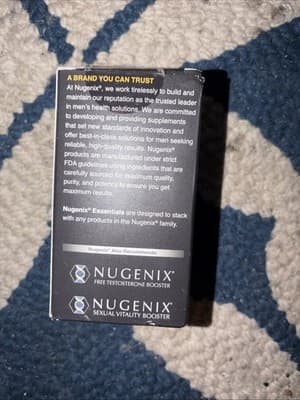 A BRAND YOU CAN TRUST
At Nugenix®, we work tirelessly to build and
maintain our reputation as the trusted leader
in men's health solutions. We are committed
to developing and providing supplements
that set new standards of innovation and
offer best-in-class solutions for men seeking
reliable, high-quality results. Nugenix®
products are manufactured under strict
FDA guidelines using ingredients that are
carefully sourced for maximum quality,
purity, and potency to ensure you get
maximum results.
Nugenix® Essentials are designed to stack
with any products in the Nugenix® family.
Nugenix® Also Recommends
NUGENIX®
FREE TESTOSTERONE BOOSTER
NUGENIX®
SEXUAL VITALITY BOOSTER